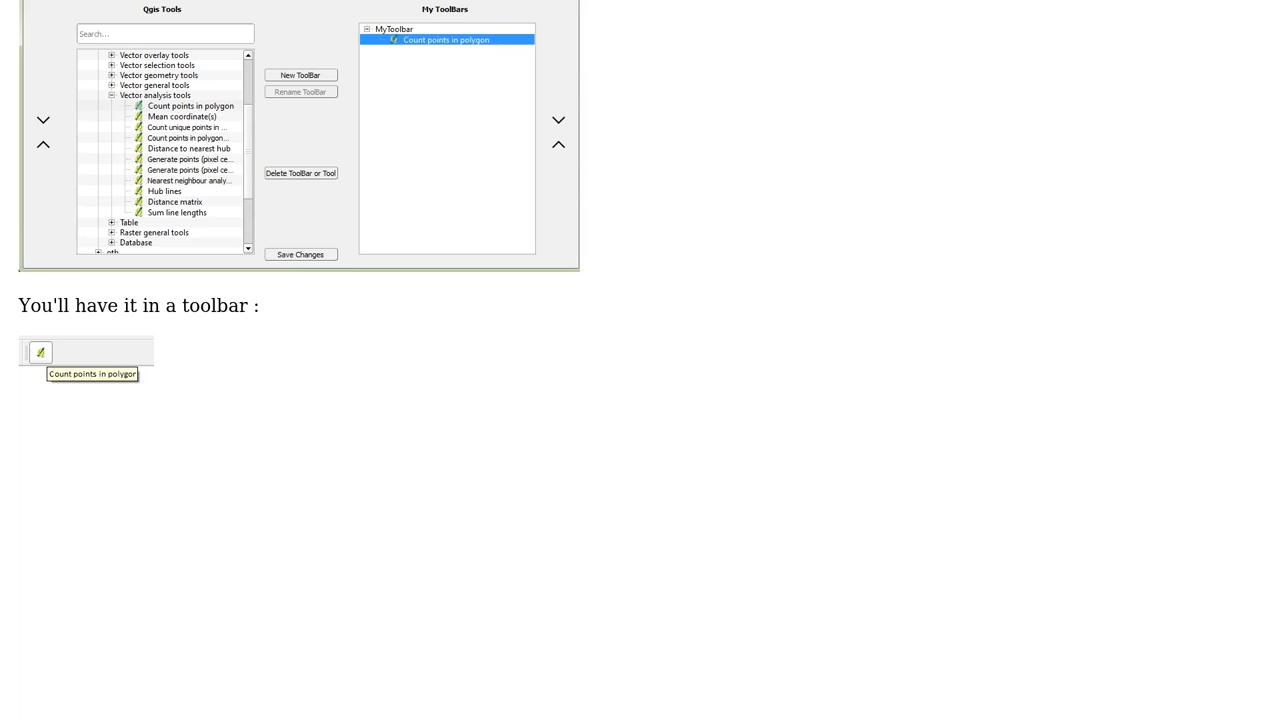 Qgis Tools
My ToolBars
Search...
Vector overlay tools
Vector selection tools
Vector geometry tools
Vector general tools
Vector analysis tools
Count points in polygon
Mean coordinate(s)
Count unique points in ...
Count points in polygon...
Distance to nearest hub
Generate points (pixel ce...
Generate points (pixel ce...
Nearest neighbour analy...
Hub lines
Distance matrix
Sum line lengths
Table
Raster general tools
Database
New ToolBar
Rename ToolBar
Delete ToolBar or Tool
Save Changes
MyToolbar
Count points in polygon
You'll have it in a toolbar :
Count points in polygon